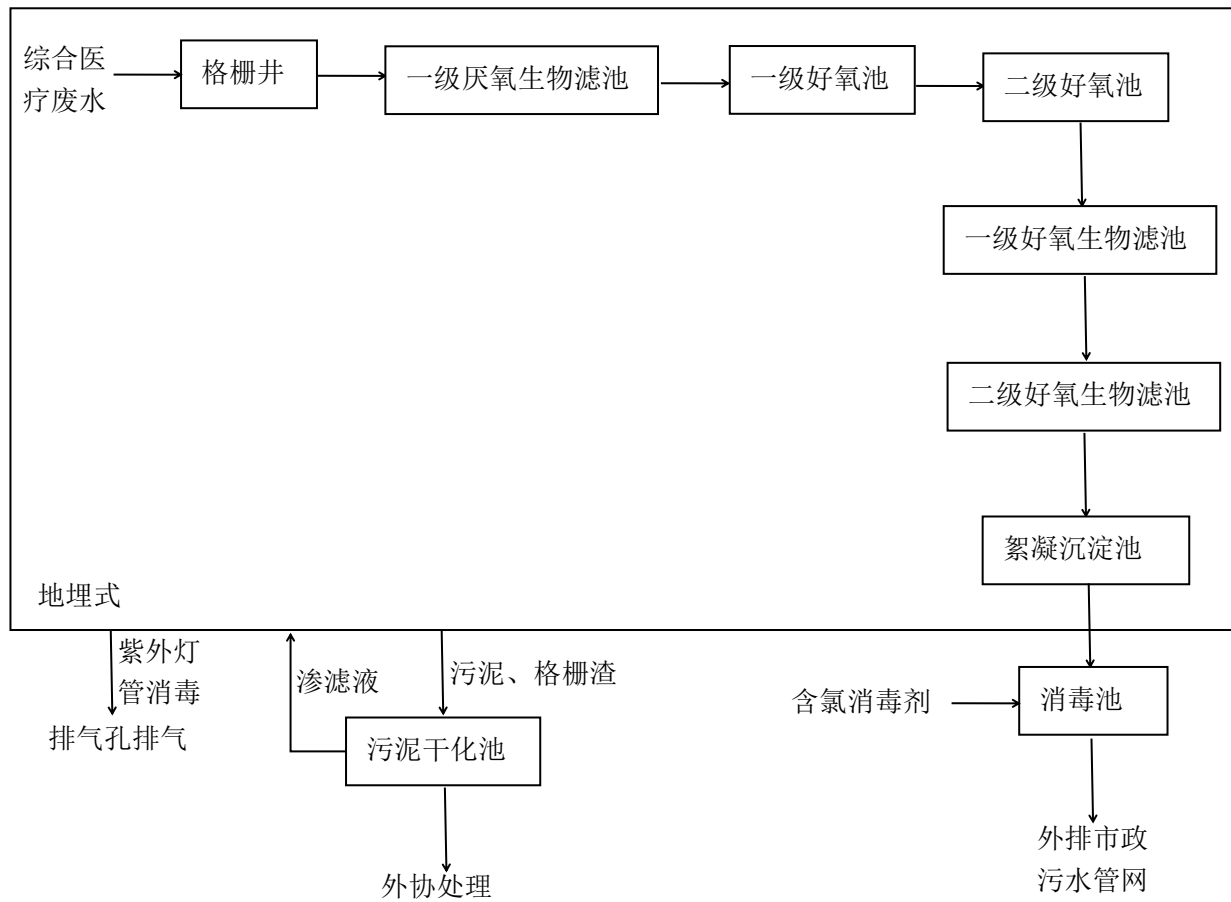 综合医
疗废水
格栅井
一级厌氧生物滤池
一级好氧池
二级好氧池
一级好氧生物滤池
二级好氧生物滤池
絮凝沉淀池
地埋式
紫外灯
管消毒
排气孔排气
渗滤液
污泥、格栅渣
污泥干化池
外协处理
含氯消毒剂
消毒池
外排市政
污水管网